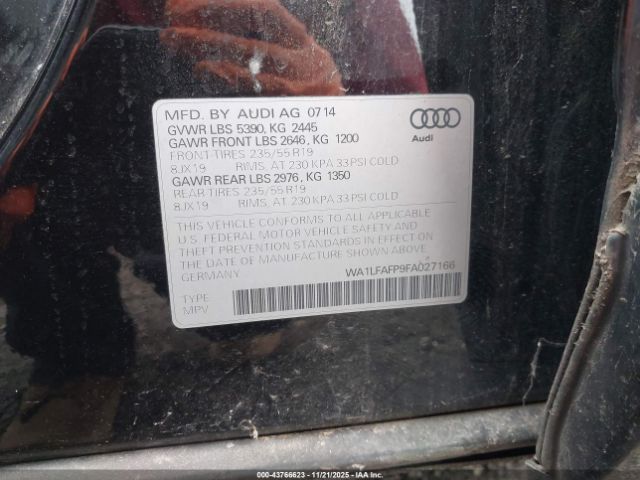 MFD. BY AUDI AG 0714
GVWR LBS 5390, KG 2445
GAWR FRONT LBS 2646, KG 1200
FRONT-TIRES 235/55 R19
8JX19 RIMS, AT 230 KPA 33 PSI COLD
GAWR REAR LBS 2976, KG 1350
REAR-TIRES 235/55 R19
8JX19 RIMS, AT 230 KPA 33 PSI COLD
Audi
THIS VEHICLE CONFORMS TO ALL APPLICABLE
U.S. FEDERAL MOTOR VEHICLE SAFETY AND
THEFT PREVENTION STANDARDS IN EFFECT ON
THE DATE OF MANUFACTURE SHOWN ABOVE.
GERMANY WA1LFAFP9FA027166
TYPE
MPV
000-43766623 - 11/21/2025 - IAAI.COM